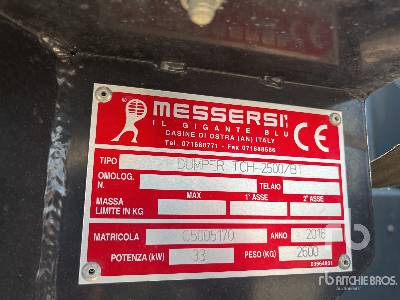 MESSERSI'
IL GIGANTE BLU
CASINE DI OSTRA (AN) ITALY
Tel. 071688771 - Fax 071688586
CE
TIPO DUMPER TCH-2500/B1
OMOLOG. N. TELAIO
MAX 1° ASSE 2° ASSE
MASSA LIMITE IN KG
MATRICOLA C5005170 ANNO 2016
POTENZA (kW) 33 PESO (KG) 2600
rb
RITCHIE BROS.